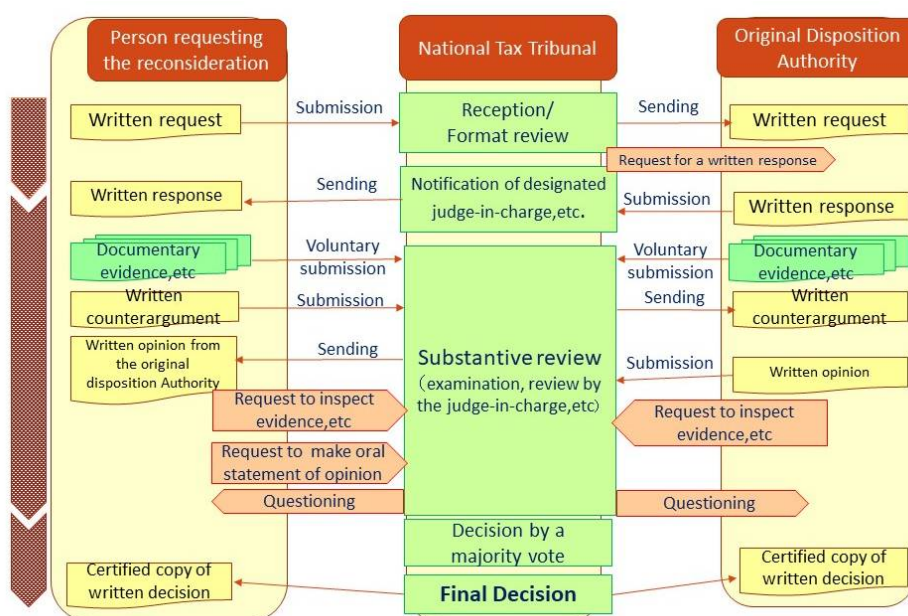 Person requesting
the reconsideration
National Tax Tribunal
Original Disposition
Authority
Written request
Submission
Reception/
Format review
Sending
Written request
Request for a written response
Written response
Sending
Notification of designated
judge-in-charge,etc.
Submission
Written response
Documentary
evidence,etc
Voluntary
submission
Voluntary
submission
Documentary
evidence,etc
Written
counterargument
Submission
Sending
Written
counterargument
Written opinion from
the original
disposition Authority)
Sending
Substantive review
(examination, review by
the judge-in-charge,etc)
Submission
Written opinion
Request to inspect
evidence,etc
Request to inspect
evidence,etc
Request to make oral
statement of opinion
Questioning
Questioning
Decision by a
majority vote
Certified copy of
written decision
Final Decision
Certified copy of
written decision